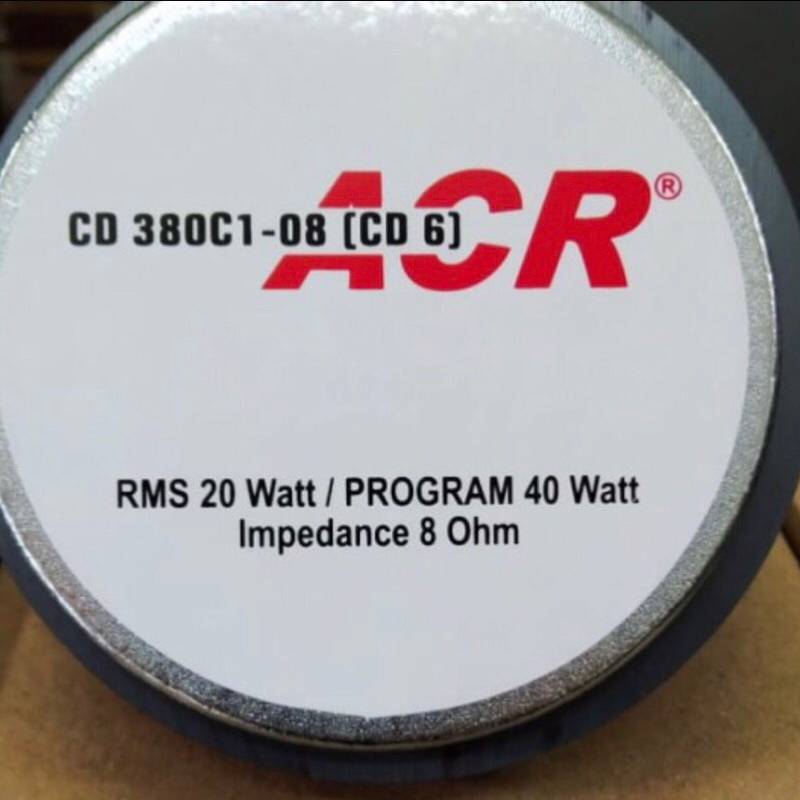 ACR®
CD 380C1-08 (CD 6)
RMS 20 Watt / PROGRAM 40 Watt
Impedance 8 Ohm